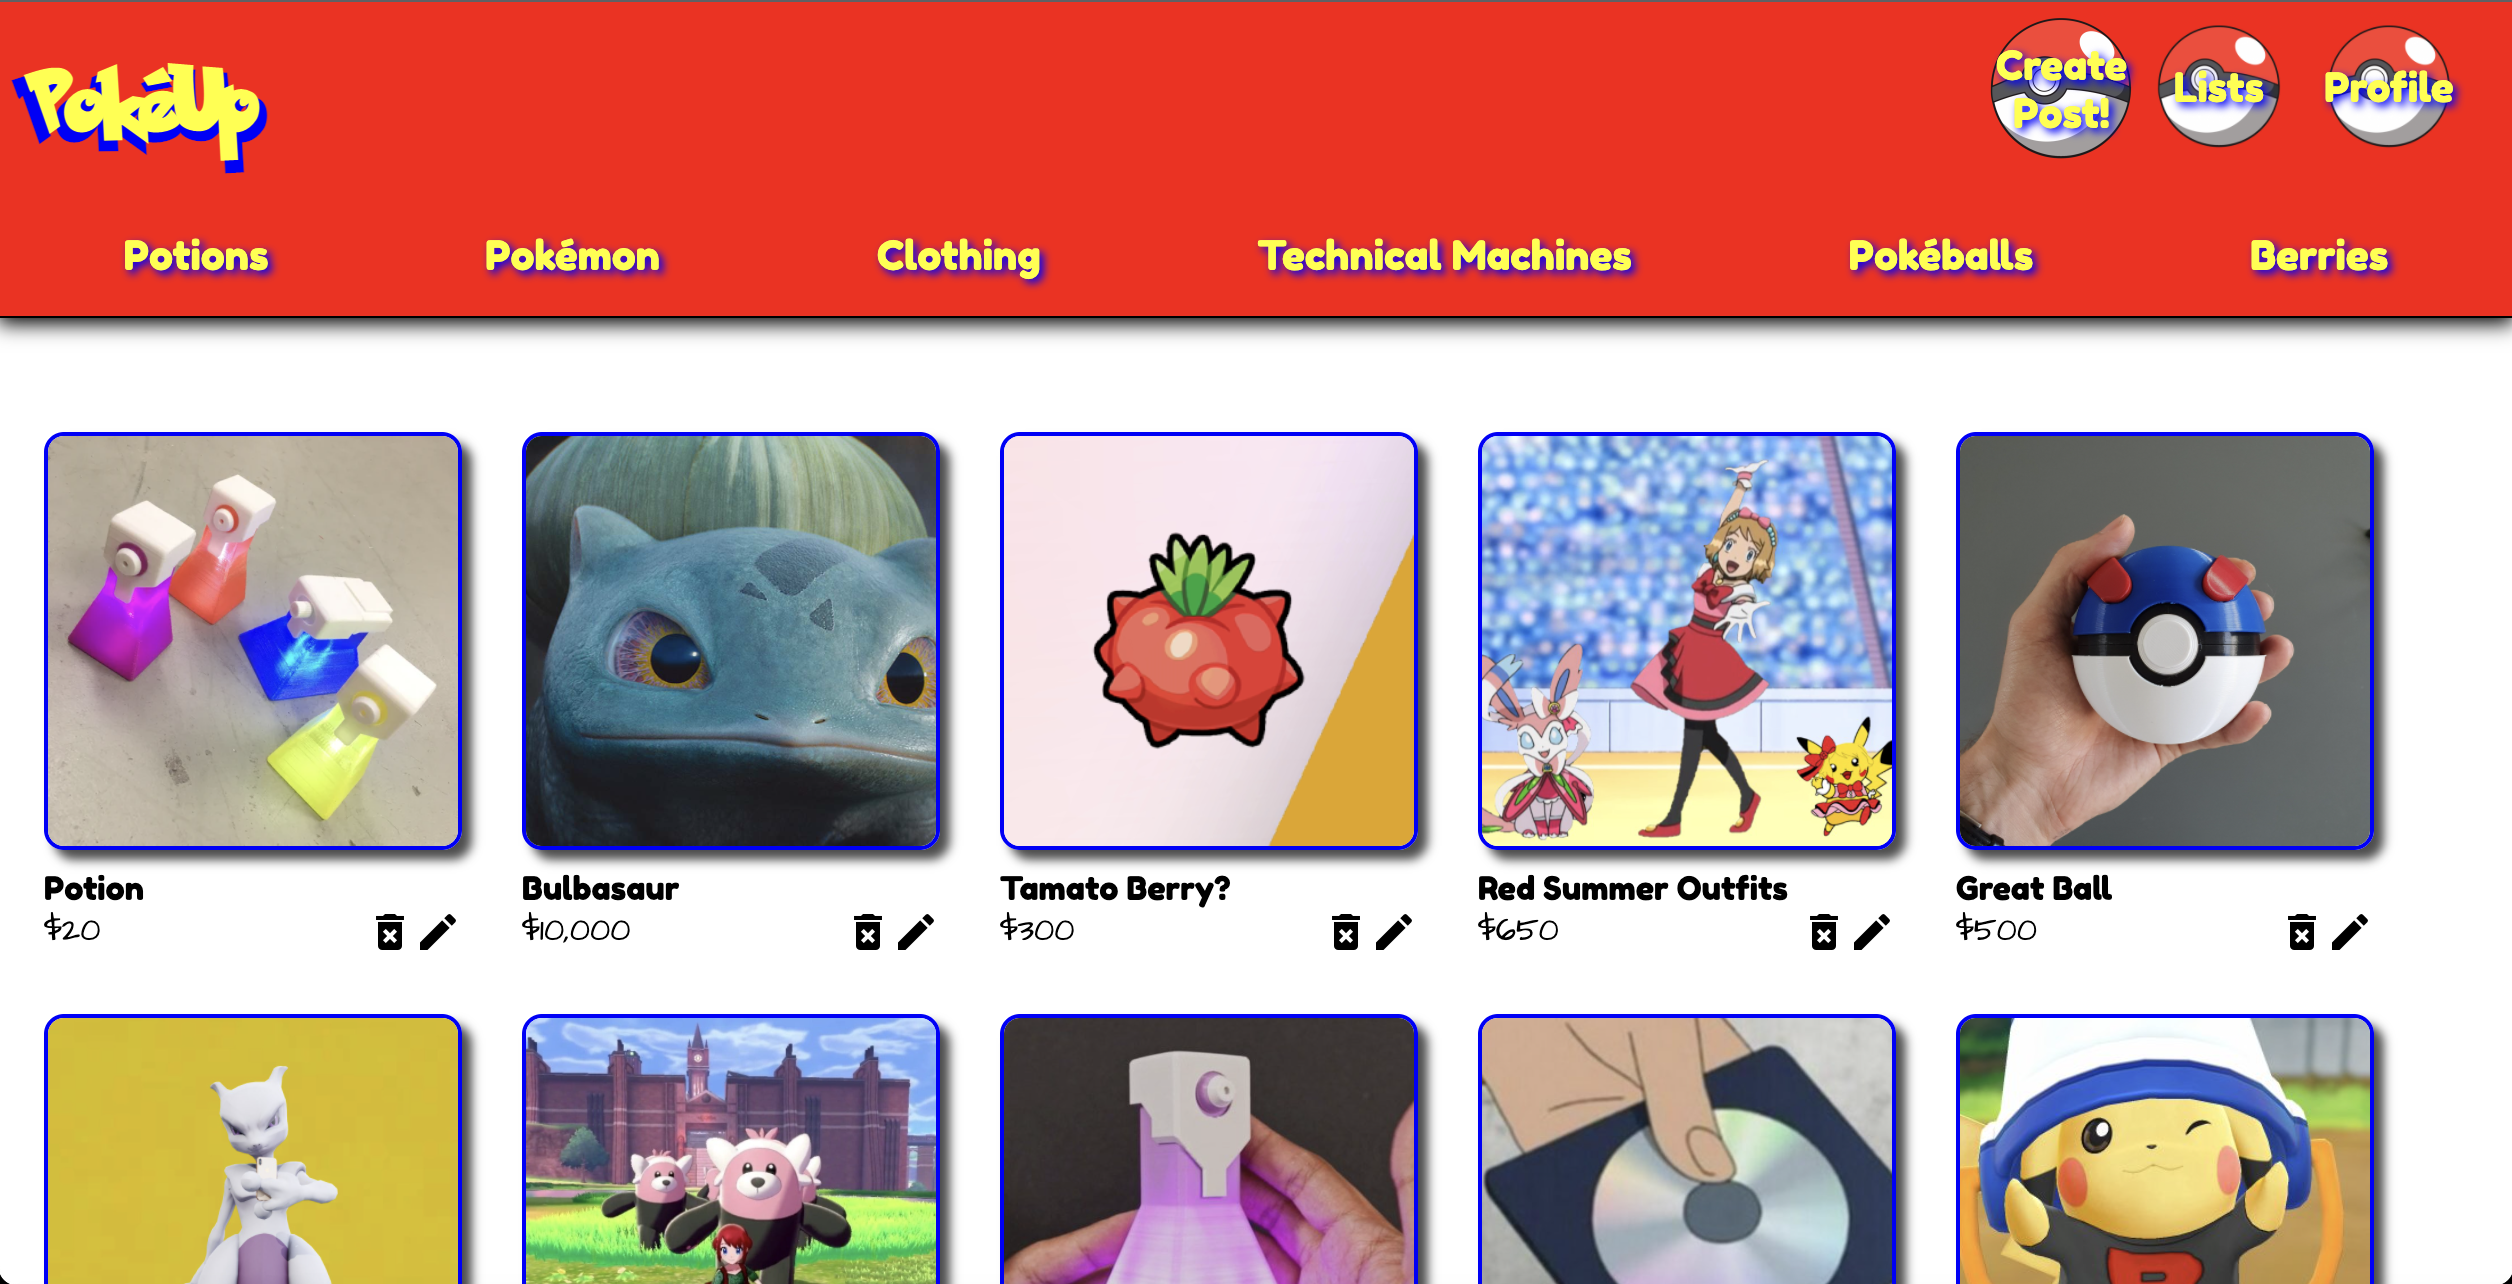 PokéUp
Create
Post!
Lists
Profile
Potions
Pokémon
Clothing
Technical Machines
Pokéballs
Berries
Potion
$20
Bulbasaur
$10,000
Tamato Berry?
$300
Red Summer Outfits
$650
Great Ball
$500